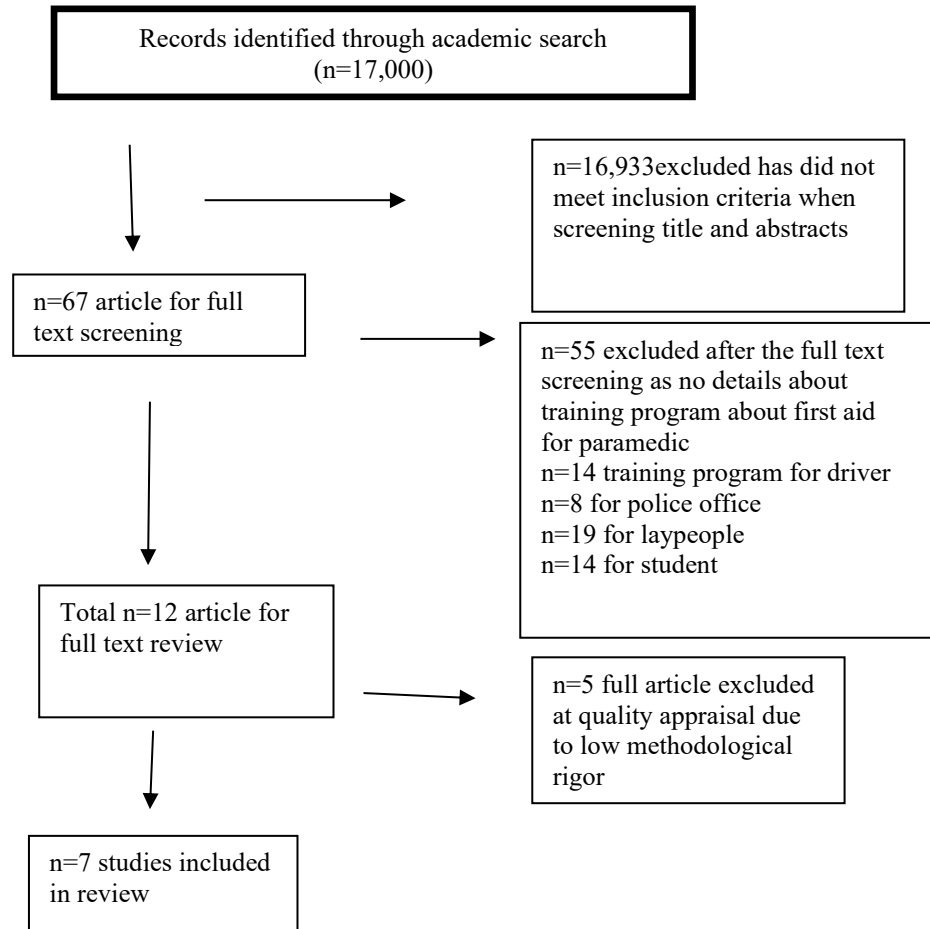 Records identified through academic search
(n=17,000)
n=16,933excluded has did not
meet inclusion criteria when
screening title and abstracts
n=67 article for full
text screening
n=55 excluded after the full text
screening as no details about
training program about first aid
for paramedic
n=14 training program for driver
n=8 for police office
n=19 for laypeople
n=14 for student
Total n=12 article for
full text review
n=5 full article excluded
at quality appraisal due
to low methodological
rigor
n=7 studies included
in review